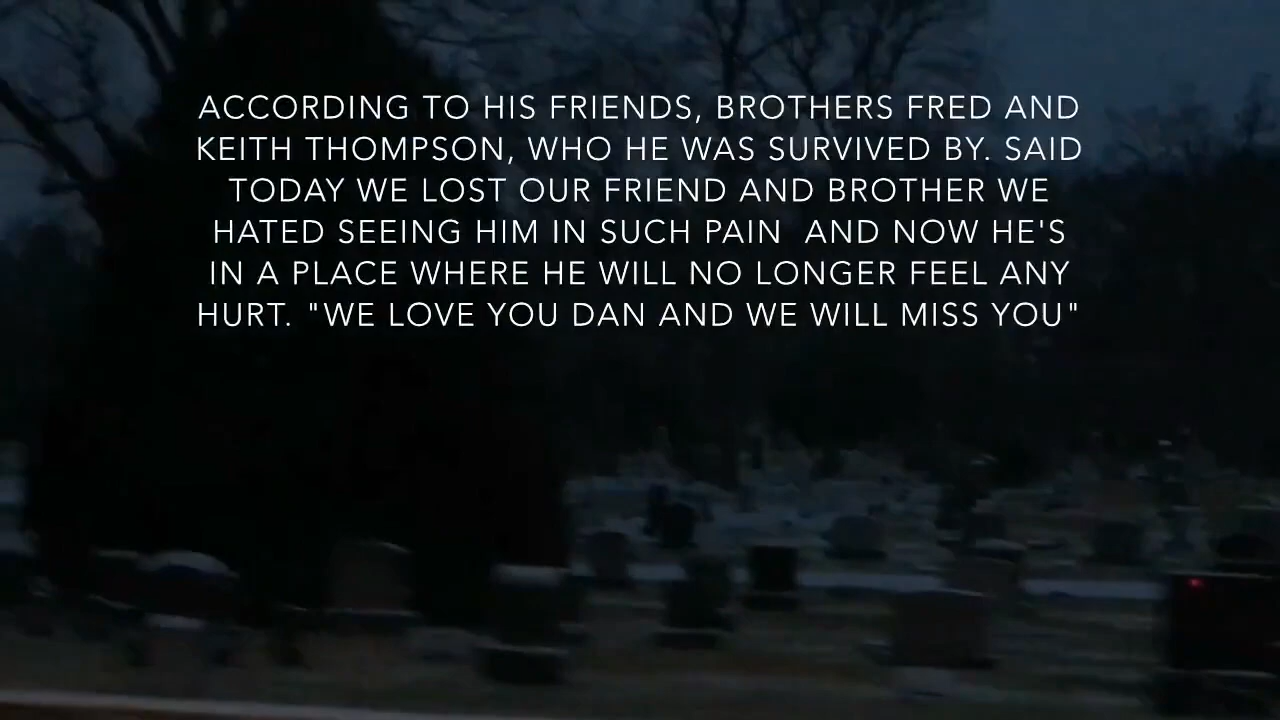 ACCORDING TO HIS FRIENDS, BROTHERS FRED AND
KEITH THOMPSON, WHO HE WAS SURVIVED BY. SAID
TODAY WE LOST OUR FRIEND AND BROTHER WE
HATED SEEING HIM IN SUCH PAIN  AND NOW HE'S
IN A PLACE WHERE HE WILL NO LONGER FEEL ANY
HURT. "WE LOVE YOU DAN AND WE WILL MISS YOU"